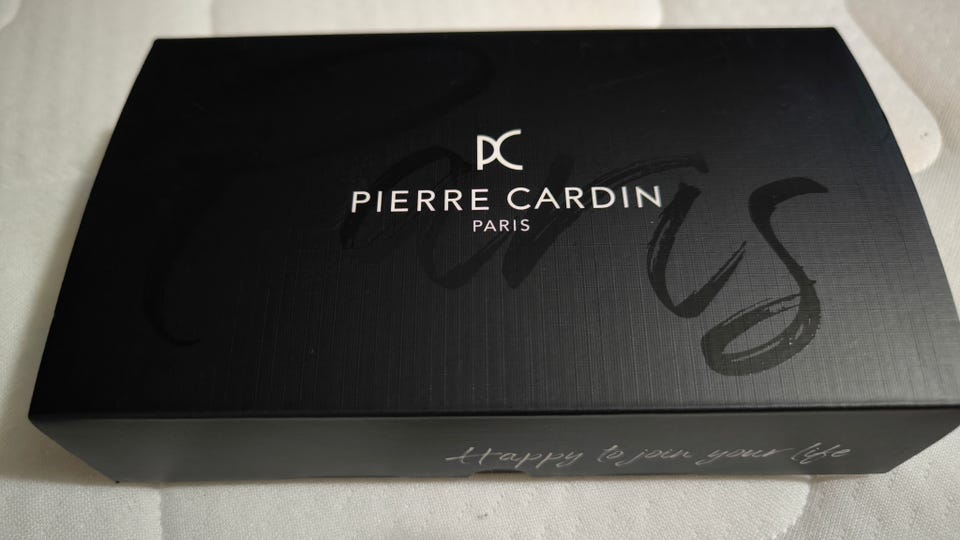 PC
PIERRE CARDIN
PARIS
Paris
Happy to join your life